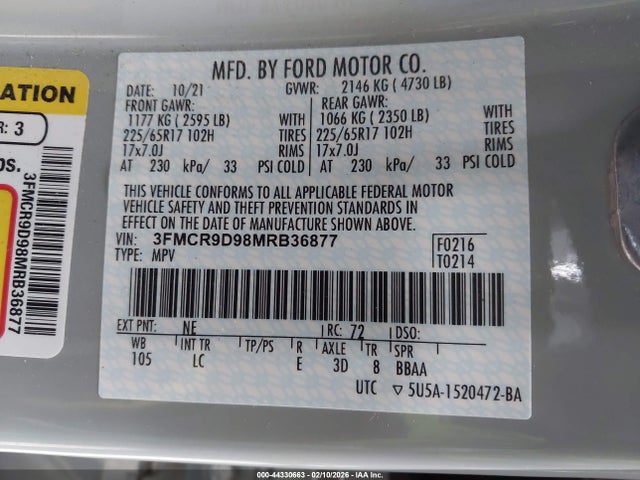 MFD. BY FORD MOTOR CO.
DATE: 10/21 GVWR: 2146 KG ( 4730 LB)
FRONT GAWR: REAR GAWR:
1177 KG ( 2595 LB) WITH 1066 KG ( 2350 LB) WITH
225/65R17 102H TIRES 225/65R17 102H TIRES
17x7.0J RIMS 17x7.0J RIMS
AT 230 kPa/ 33 PSI COLD AT 230 kPa/ 33 PSI COLD
THIS VEHICLE CONFORMS TO ALL APPLICABLE FEDERAL MOTOR
VEHICLE SAFETY AND THEFT PREVENTION STANDARDS IN
EFFECT ON THE DATE OF MANUFACTURE SHOWN ABOVE.
VIN: 3FMCR9D98MRB36877 F0216
TYPE: MPV T0214
EXT PNT: NE RC: 72 DSO:
WB INT TR TP/PS R AXLE TR SPR
105 LC E 3D 8 BBAA
UTC ▽ 5U5A-1520472-BA
ATION
R: 3
bs.
3FMCR9D98MRB36877
000-44330663 - 02/10/2026 - IAA Inc.